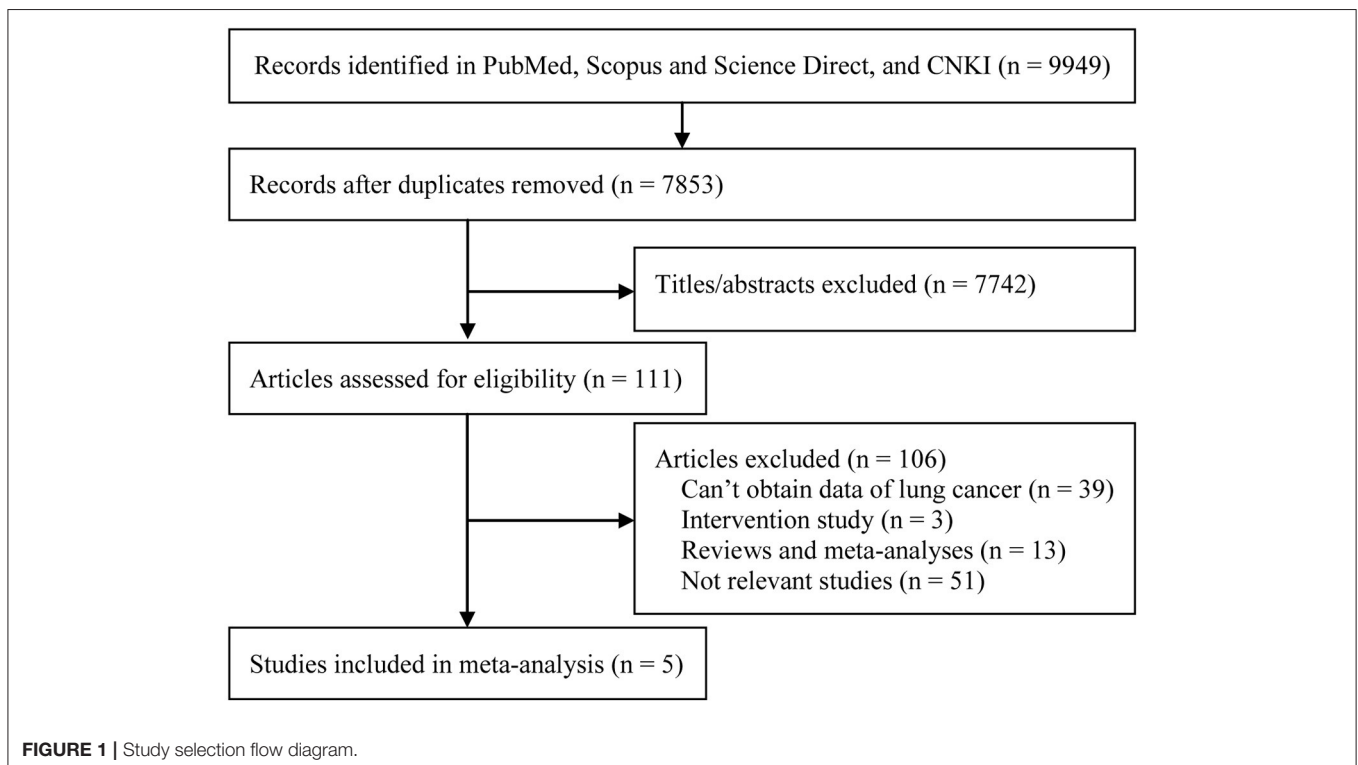 Records identified in PubMed, Scopus and Science Direct, and CNKI (n = 9949)
Records after duplicates removed (n = 7853)
Titles/abstracts excluded (n = 7742)
Articles assessed for eligibility (n = 111)
Articles excluded (n = 106)
Can’t obtain data of lung cancer (n = 39)
Intervention study (n = 3)
Reviews and meta-analyses (n = 13)
Not relevant studies (n = 51)
Studies included in meta-analysis (n = 5)
FIGURE 1 | Study selection flow diagram.